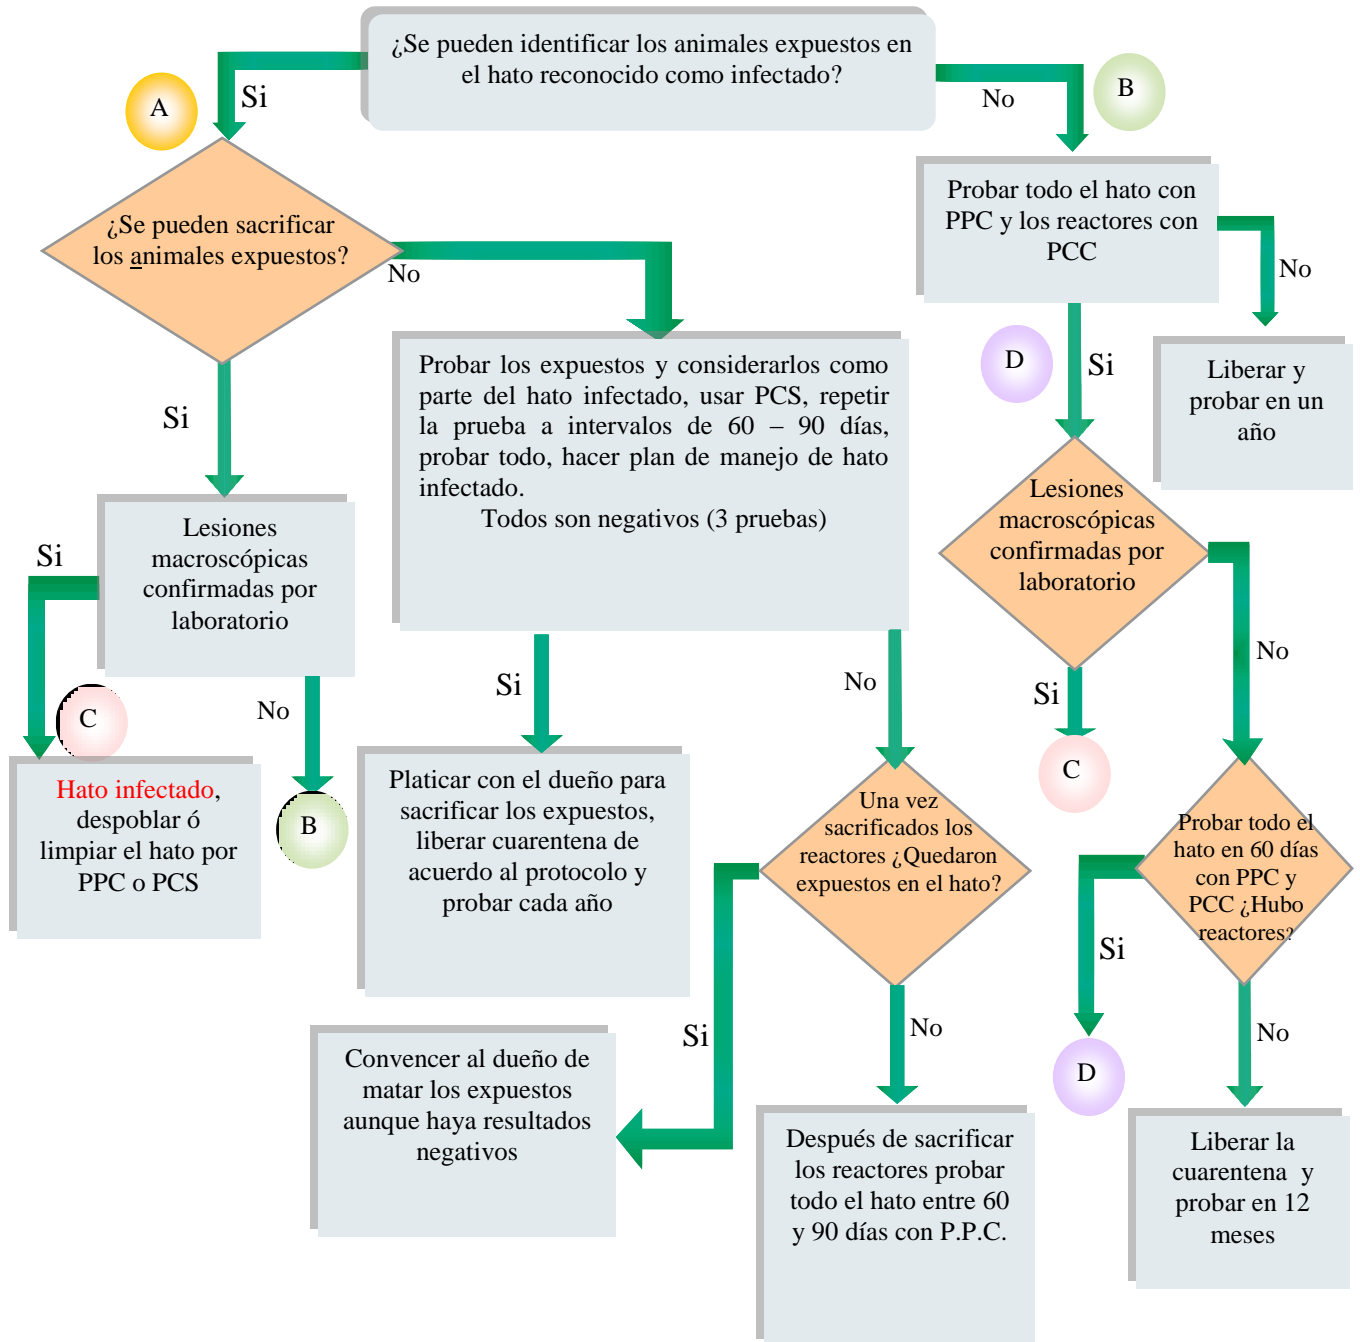 ¿Se pueden identificar los animales expuestos en
el hato reconocido como infectado?
A
Si
No
B
¿Se pueden sacrificar
los animales expuestos?
No
Si
Probar todo el hato con
PPC y los reactores con
PCC
No
D
Si
Liberar y
probar en un
año
Probar los expuestos y considerarlos como
parte del hato infectado, usar PCS, repetir
la prueba a intervalos de 60 – 90 días,
probar todo, hacer plan de manejo de hato
infectado.
Todos son negativos (3 pruebas)
Lesiones
macroscópicas
confirmadas por
laboratorio
Si
No
Lesiones
macroscópicas
confirmadas por
laboratorio
Si
No
C
Hato infectado,
despoblar ó
limpiar el hato por
PPC o PCS
B
Si
No
Platicar con el dueño para
sacrificar los expuestos,
liberar cuarentena de
acuerdo al protocolo y
probar cada año
Una vez
sacrificados los
reactores ¿Quedaron
expuestos en el hato?
C
Probar todo el
hato en 60 días
con PPC y
PCC ¿Hubo
reactores?
Si
No
Si
No
D
Convencer al dueño de
matar los expuestos
aunque haya resultados
negativos
Después de sacrificar
los reactores probar
todo el hato entre 60
y 90 días con P.P.C.
Liberar la
cuarentena y
probar en 12
meses